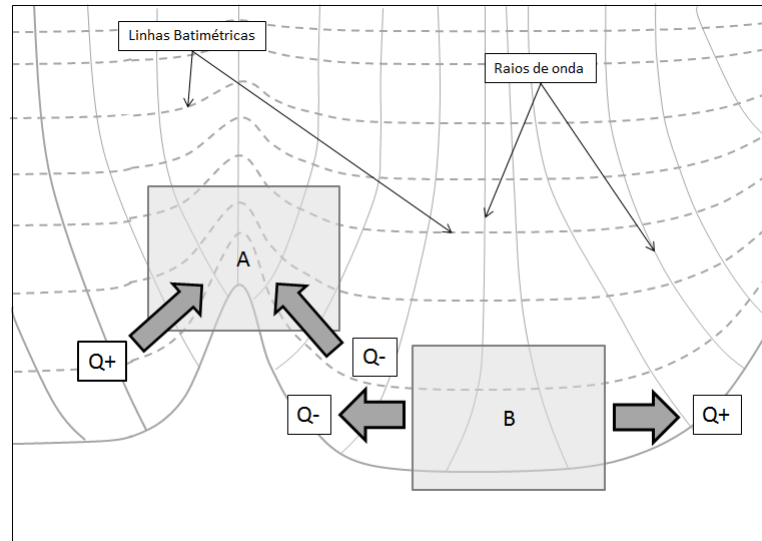 Linhas Batimétricas
Raios de onda
A
Q+
Q-
Q-
B
Q+